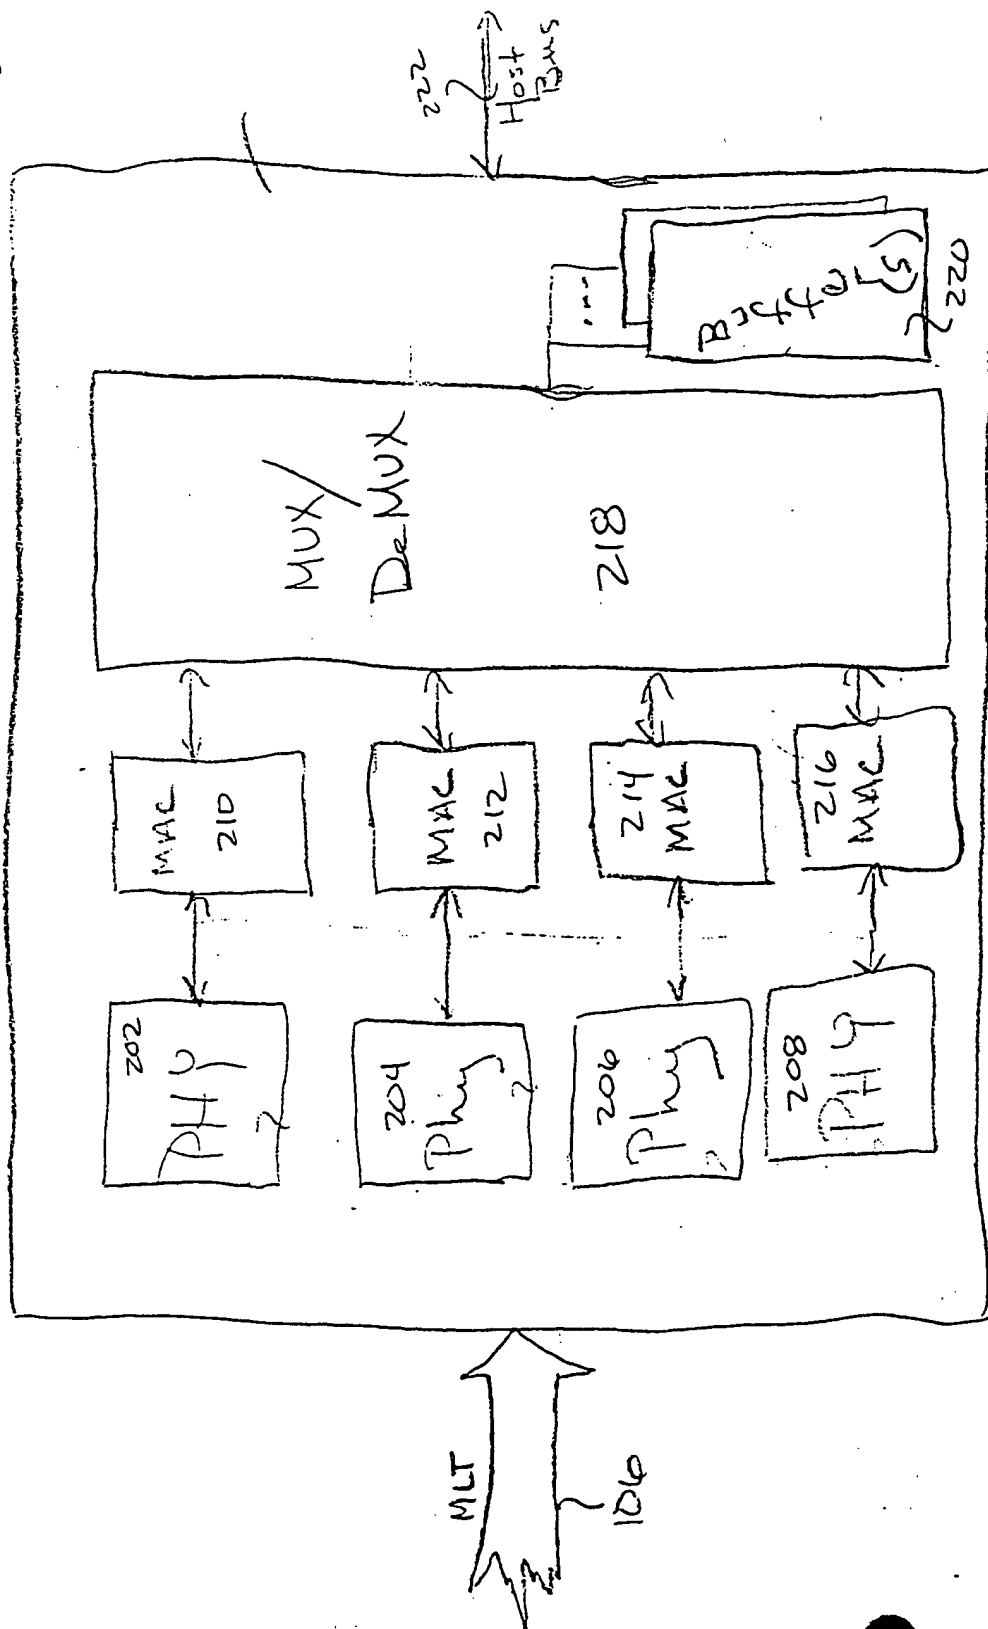 MLT
106
202
PHY
204
Phy
206
Phy
208
PHY
MAC
210
MAC
212
214
MAC
216
MAC
MUX/
DeMUX
218
Buffer(s)
220
222
Host
Bus